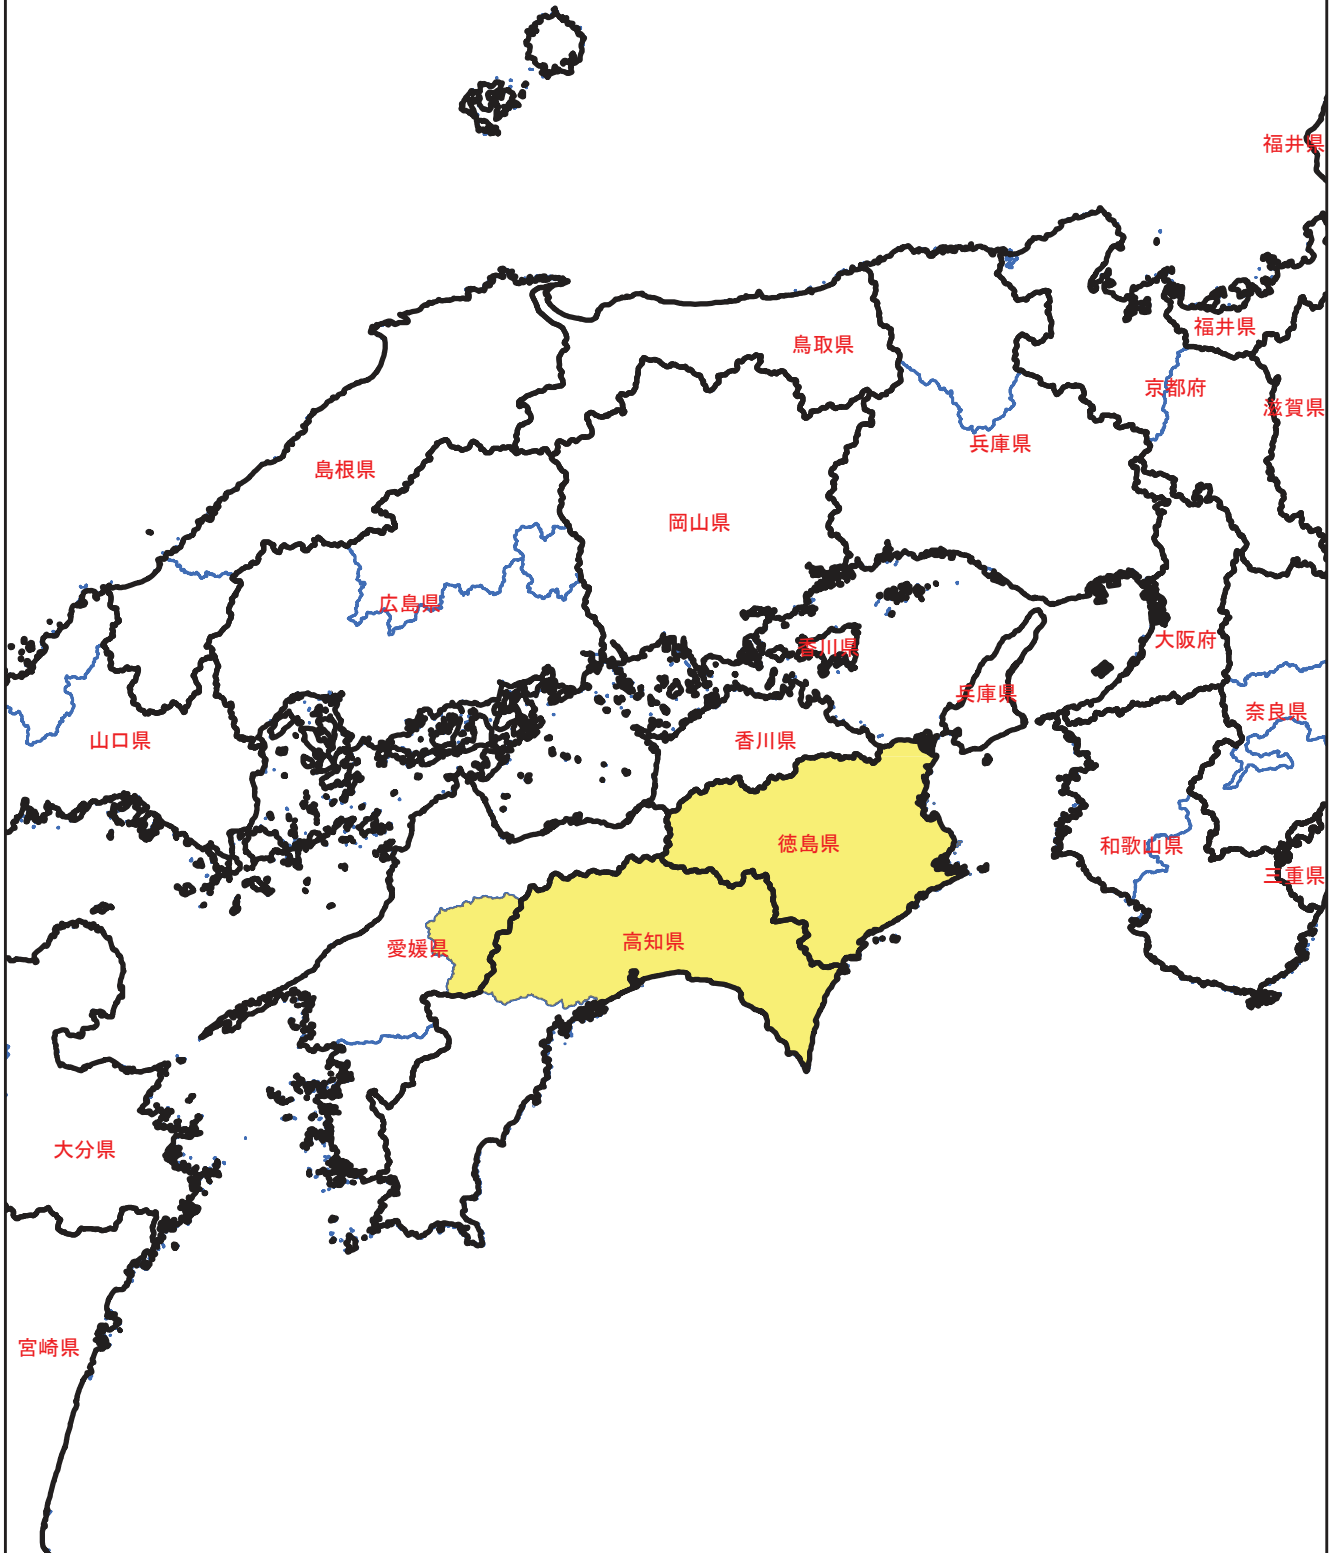 福井県
福井県
鳥取県
京都府
滋賀県
兵庫県
島根県
岡山県
広島県
大阪府
香川県
兵庫県
奈良県
山口県
香川県
徳島県
和歌山県
三重県
高知県
愛媛県
大分県
宮崎県